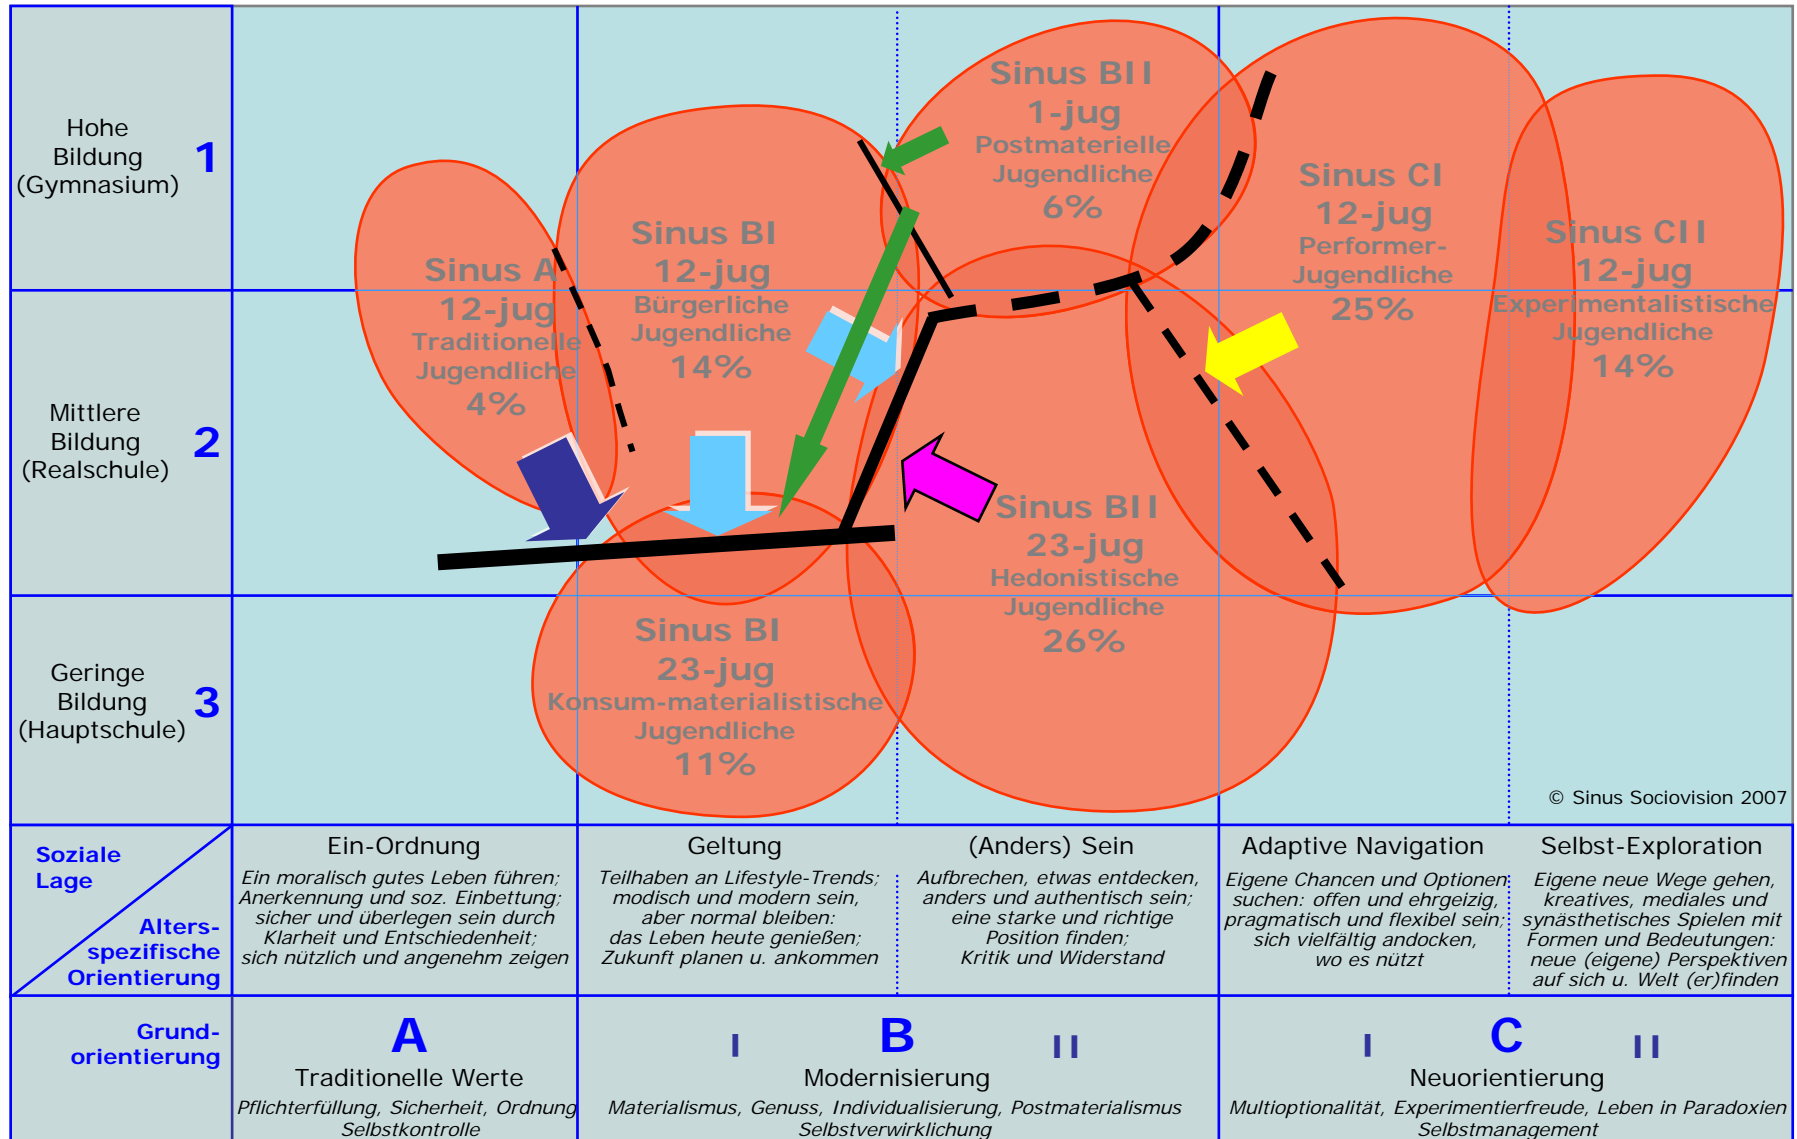 Hohe
Bildung
(Gymnasium)
1
Mittlere
Bildung
(Realschule)
2
Geringe
Bildung
(Hauptschule)
3
Sinus A
12-jug
Traditionelle
Jugendliche
4%
Sinus BI
12-jug
Bürgerliche
Jugendliche
14%
Sinus BII
1-jug
Postmaterielle
Jugendliche
6%
Sinus CI
12-jug
Performer-
Jugendliche
25%
Sinus CII
12-jug
Experimentalistische
Jugendliche
14%
Sinus BII
23-jug
Hedonistische
Jugendliche
26%
Sinus BI
23-jug
Konsum-materialistische
Jugendliche
11%
© Sinus Sociovision 2007
Soziale
Lage
Alters-
spezifische
Orientierung
Ein-Ordnung
Ein moralisch gutes Leben führen;
Anerkennung und soz. Einbettung;
sicher und überlegen sein durch
Klarheit und Entschiedenheit;
sich nützlich und angenehm zeigen
Geltung
Teilhaben an Lifestyle-Trends;
modisch und modern sein,
aber normal bleiben:
das Leben heute genießen;
Zukunft planen u. ankommen
(Anders) Sein
Aufbrechen, etwas entdecken,
anders und authentisch sein;
eine starke und richtige
Position finden;
Kritik und Widerstand
Adaptive Navigation
Eigene Chancen und Optionen
suchen: offen und ehrgeizig,
pragmatisch und flexibel sein;
sich vielfältig andocken,
wo es nützt
Selbst-Exploration
Eigene neue Wege gehen,
kreatives, mediales und
synästhetisches Spielen mit
Formen und Bedeutungen:
neue (eigene) Perspektiven
auf sich u. Welt (er)finden
Grund-
orientierung
A
Traditionelle Werte
Pflichterfüllung, Sicherheit, Ordnung
Selbstkontrolle
I B II
Modernisierung
Materialismus, Genuss, Individualisierung, Postmaterialismus
Selbstverwirklichung
I C II
Neuorientierung
Multioptionalität, Experimentierfreude, Leben in Paradoxien
Selbstmanagement